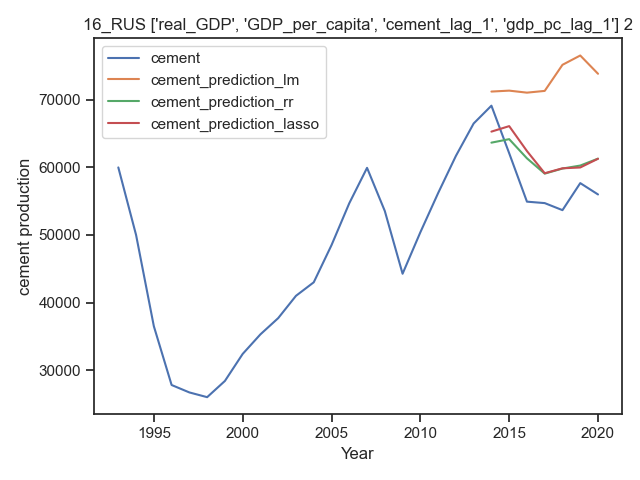 16_RUS ['real_GDP', 'GDP_per_capita', 'cement_lag_1', 'gdp_pc_lag_1'] 2
cement
cement_prediction_lm
cement_prediction_rr
cement_prediction_lasso
70000
60000
50000
40000
30000
cement production
1995
2000
2005
2010
2015
2020
Year